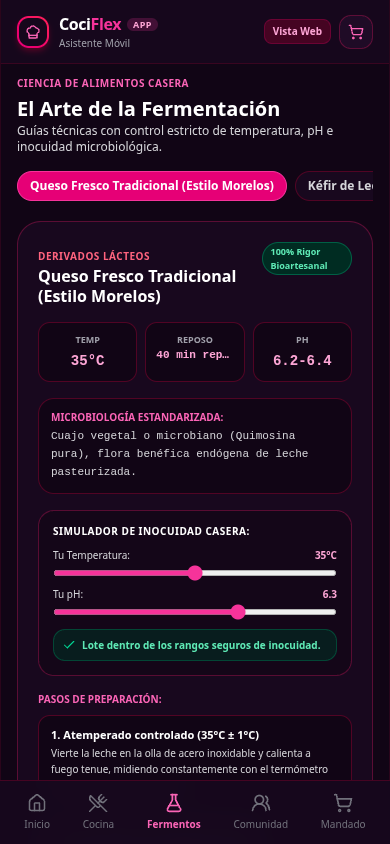 CociFlex APP
Asistente Móvil
Vista Web
CIENCIA DE ALIMENTOS CASERA
El Arte de la Fermentación
Guías técnicas con control estricto de temperatura, pH e
inocuidad microbiológica.
Queso Fresco Tradicional (Estilo Morelos)
Kéfir de Lec
DERIVADOS LÁCTEOS
100% Rigor
Bioartesanal
Queso Fresco Tradicional
(Estilo Morelos)
TEMP
35°C
REPOSO
40 min rep…
PH
6.2-6.4
MICROBIOLOGÍA ESTANDARIZADA:
Cuajo vegetal o microbiano (Quimosina
pura), flora benéfica endógena de leche
pasteurizada.
SIMULADOR DE INOCUIDAD CASERA:
Tu Temperatura:
35°C
Tu pH:
6.3
Lote dentro de los rangos seguros de inocuidad.
PASOS DE PREPARACIÓN:
1. Atemperado controlado (35°C ± 1°C)
Vierte la leche en la olla de acero inoxidable y calienta a
fuego tenue, midiendo constantemente con el termómetro
Inicio
Cocina
Fermentos
Comunidad
Mandado